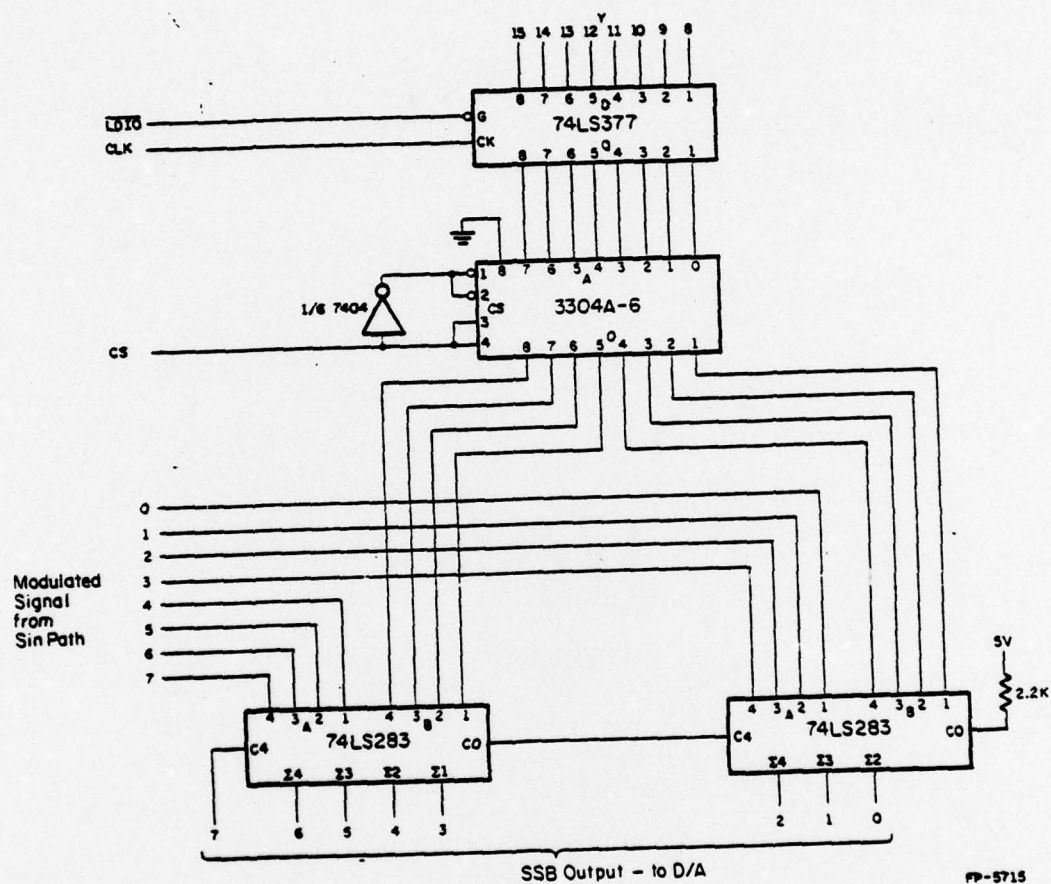 Y
15 14 13 12 11 10 9 8
8 7 6 5 D 4 3 2 1
LDIO G
74LS377
CLK CK
Q
8 7 6 5 4 3 2 1
8 7 6 5 4 3 2 1 0
A
1
2
1/6 7404
CS
3304A-6
3
CS 4
O
8 7 6 5 4 3 2 1
0
1
2
3
4
5
6
7
Modulated
Signal
from
Sin Path
5V
2.2K
4 3 A 2 1 4 3 B 2 1
74LS283
C4 C0
Σ4 Σ3 Σ2 Σ1
4 3 A 2 1 4 3 B 2 1
74LS283
C4 C0
Σ4 Σ3 Σ2
7 6 5 4 3 2 1 0
SSB Output - to D/A
FP-5715